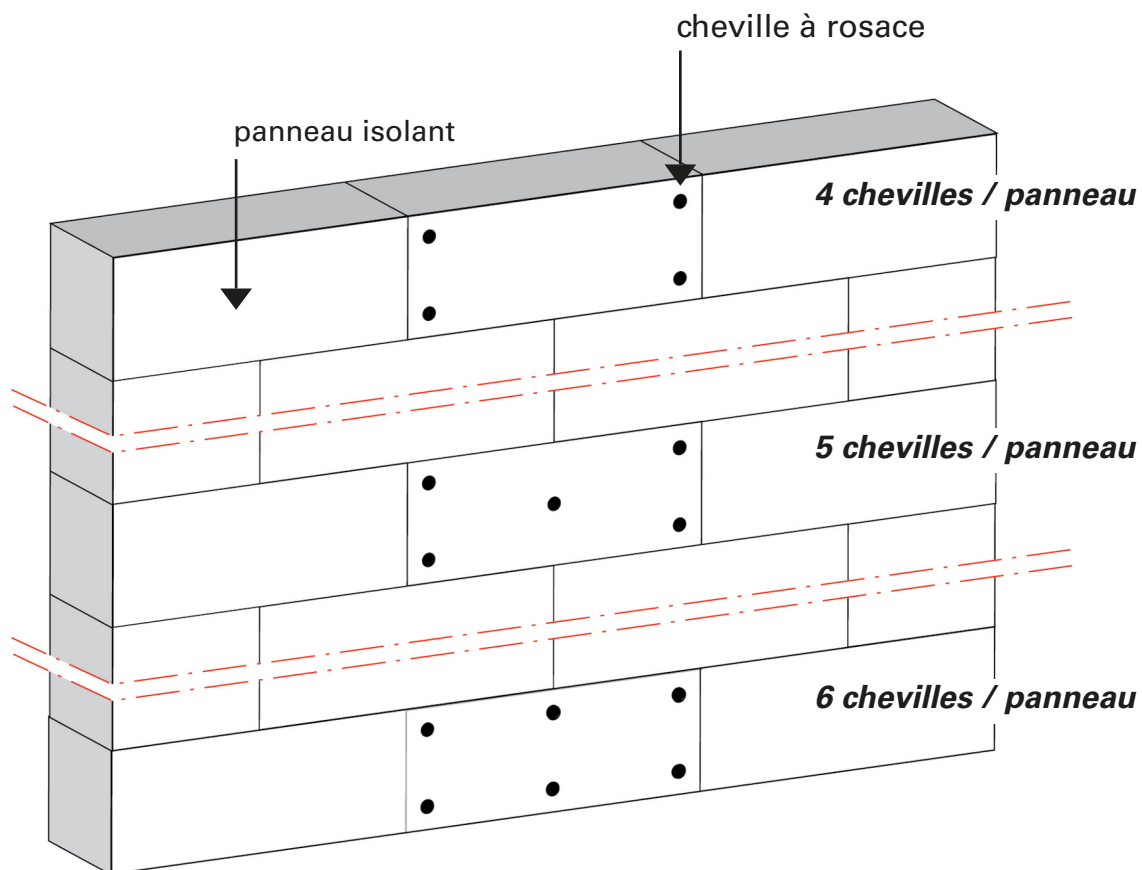 cheville à rosace
panneau isolant
4 chevilles / panneau
5 chevilles / panneau
6 chevilles / panneau